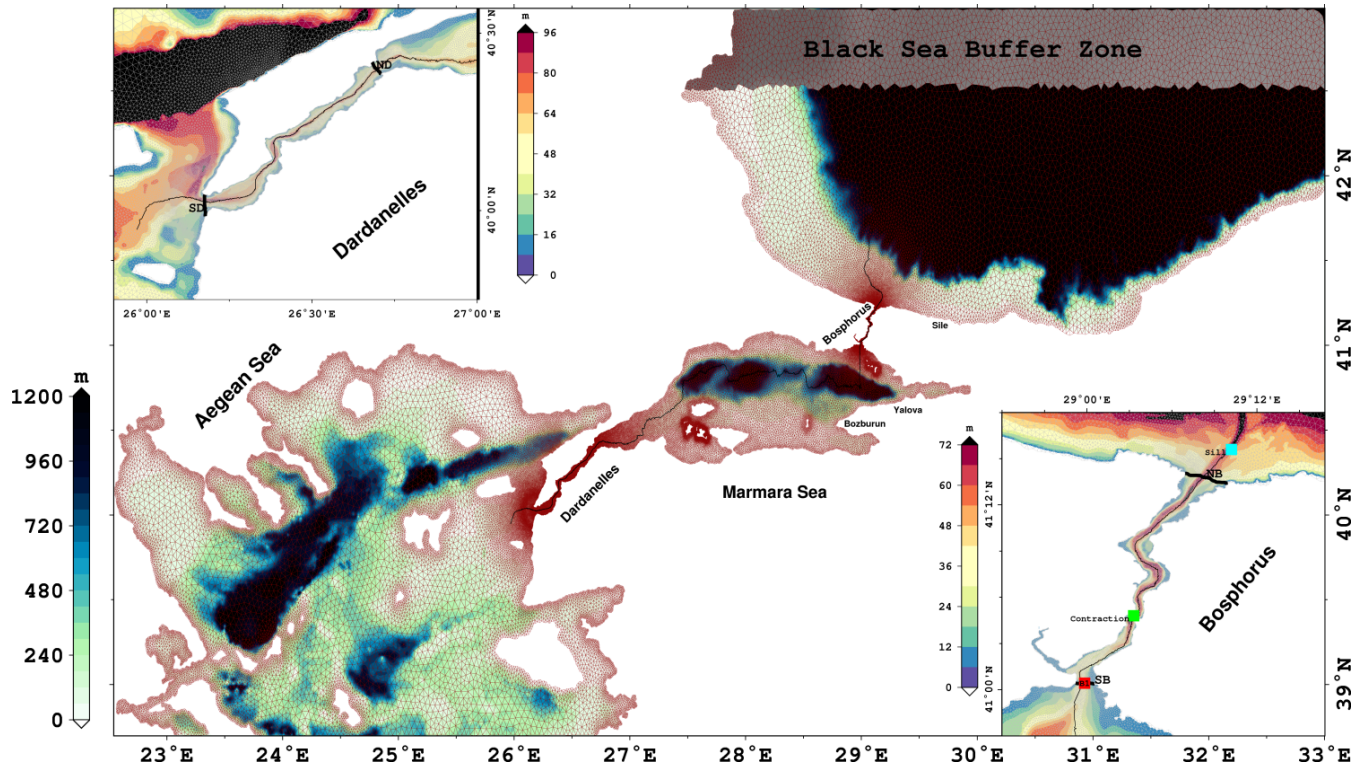 Black Sea Buffer Zone
m
96
80
64
48
32
16
0
40°30'N
40°00'N
ND
SD
Dardanelles
26°00'E
26°30'E
27°00'E
42°N
41°N
40°N
39°N
Bosphorus
Sile
Aegean Sea
Yalova
Bozburun
Dardanelles
Marmara Sea
m
1200
960
720
480
240
0
29°00'E
29°12'E
m
72
60
48
36
24
12
0
41°12'N
41°00'N
Sill
NB
Contraction
SB
Bosphorus
23°E
24°E
25°E
26°E
27°E
28°E
29°E
30°E
31°E
32°E
33°E